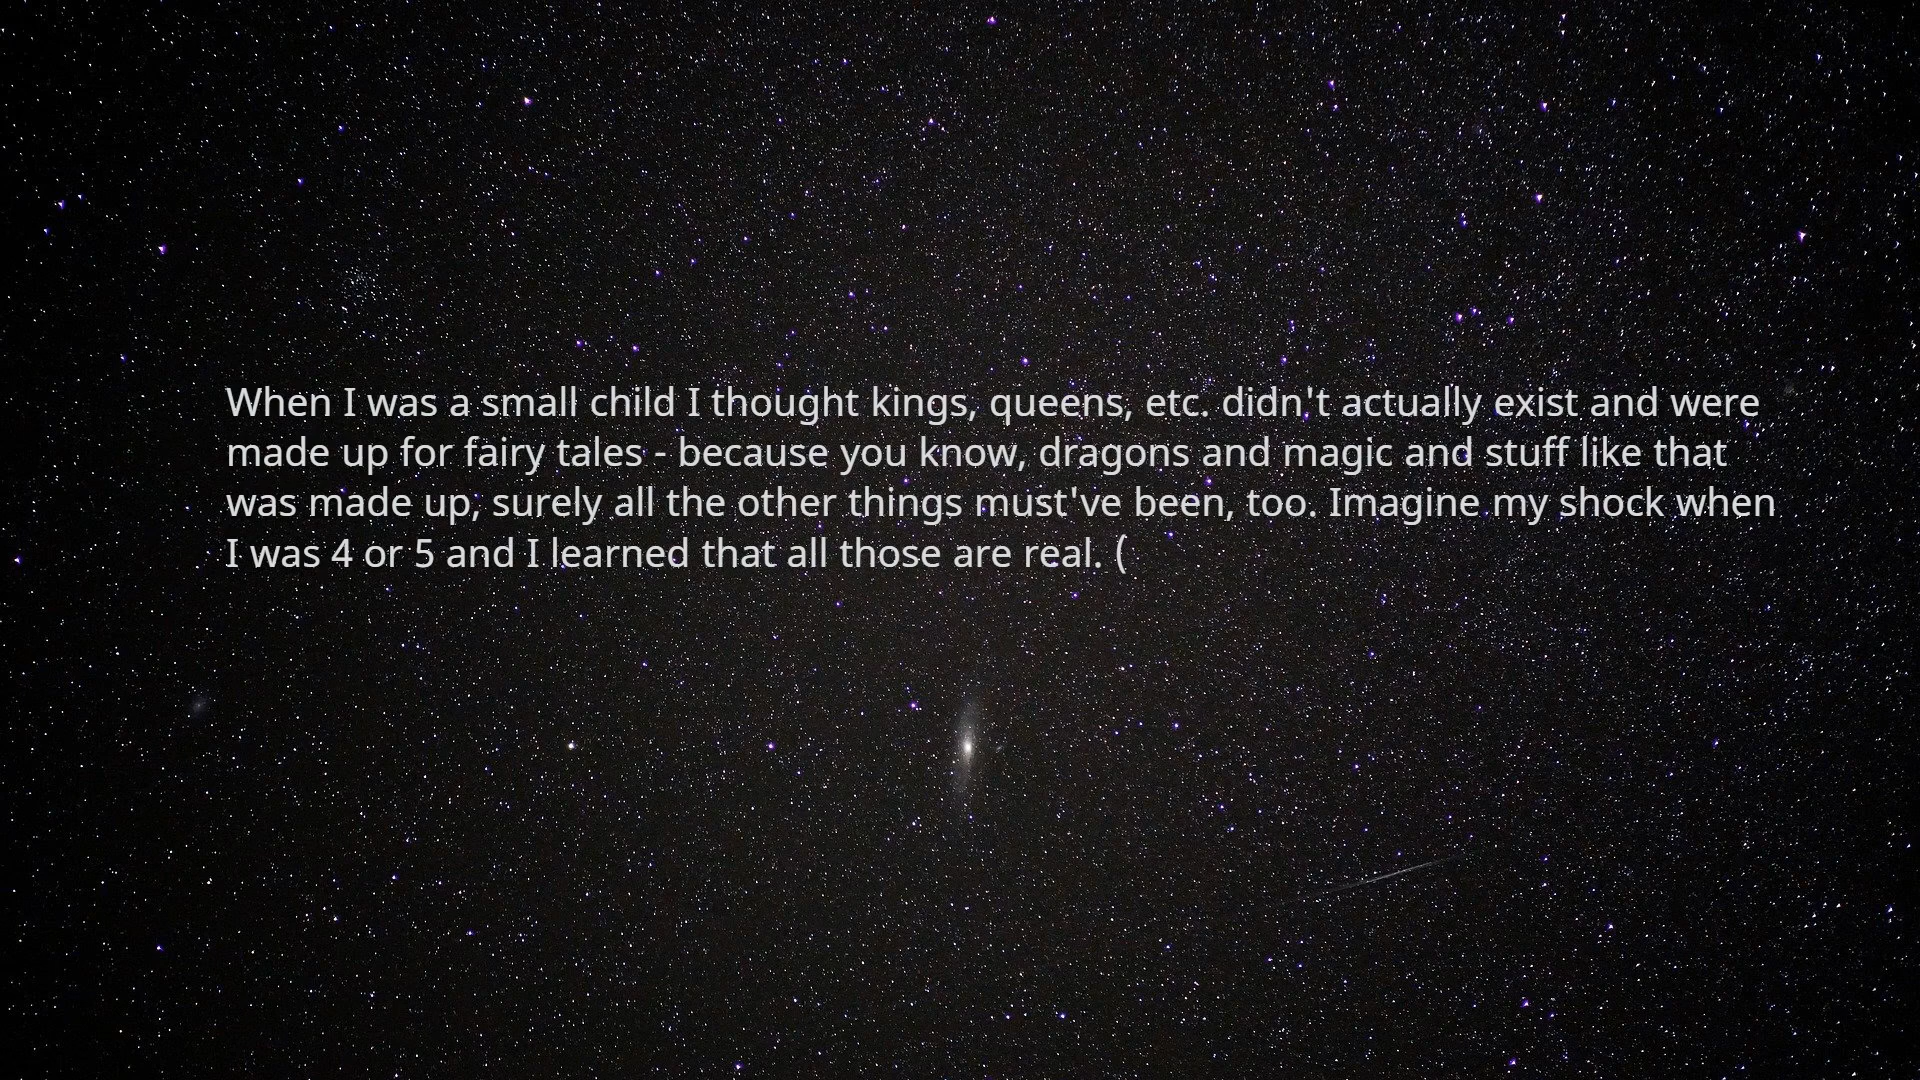 When I was a small child I thought kings, queens, etc. didn't actually exist and were
made up for fairy tales - because you know, dragons and magic and stuff like that
was made up, surely all the other things must've been, too. Imagine my shock when
I was 4 or 5 and I learned that all those are real. (